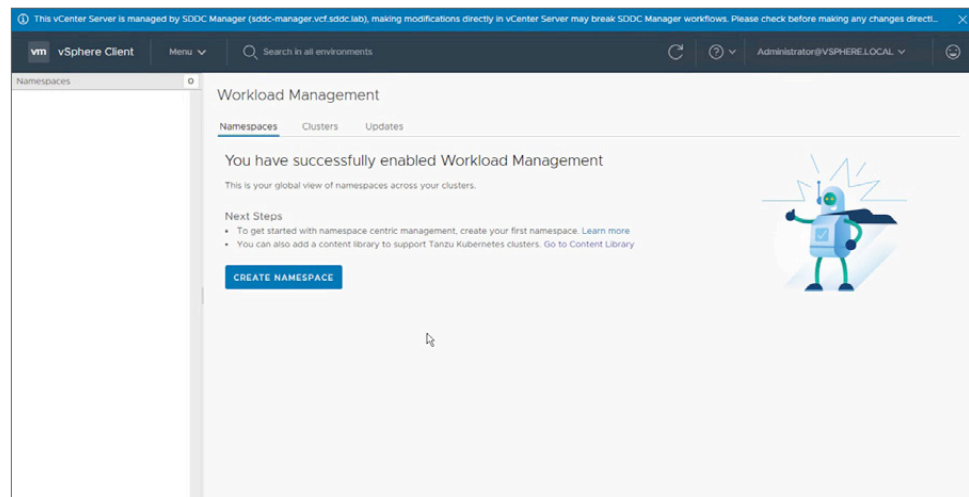 This vCenter Server is managed by SDDC Manager (sddc-manager.vcf.sddc.lab), making modifications directly in vCenter Server may break SDDC Manager workflows. Please check before making any changes directl...
vm vSphere Client Menu Search in all environments Administrator@VSPHERE.LOCAL
Namespaces 0
Workload Management
Namespaces Clusters Updates
You have successfully enabled Workload Management
This is your global view of namespaces across your clusters.
Next Steps
• To get started with namespace centric management, create your first namespace. Learn more
• You can also add a content library to support Tanzu Kubernetes clusters. Go to Content Library
CREATE NAMESPACE